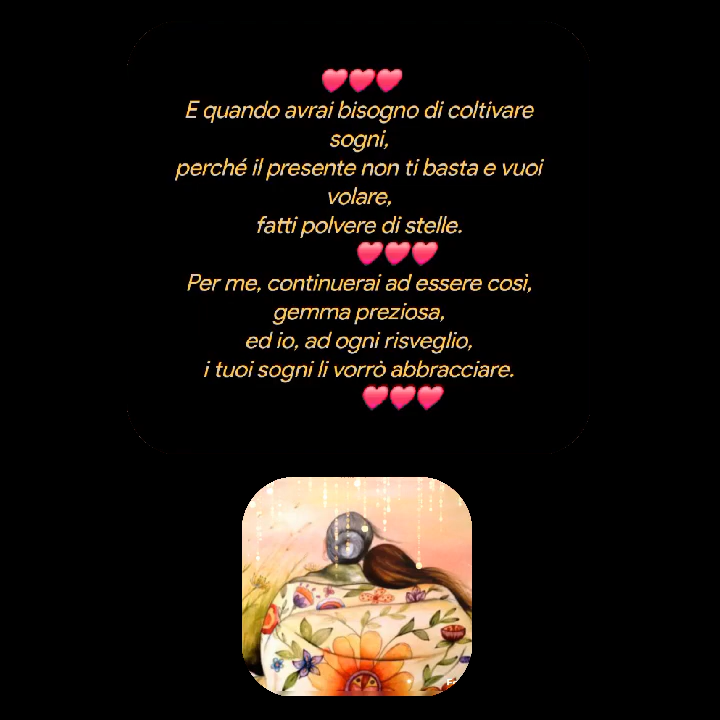 E quando avrai bisogno di coltivare
sogni,
perché il presente non ti basta e vuoi
volare,
fatti polvere di stelle.
Per me, continuerai ad essere così,
gemma preziosa,
ed io, ad ogni risveglio,
i tuoi sogni li vorrò abbracciare.